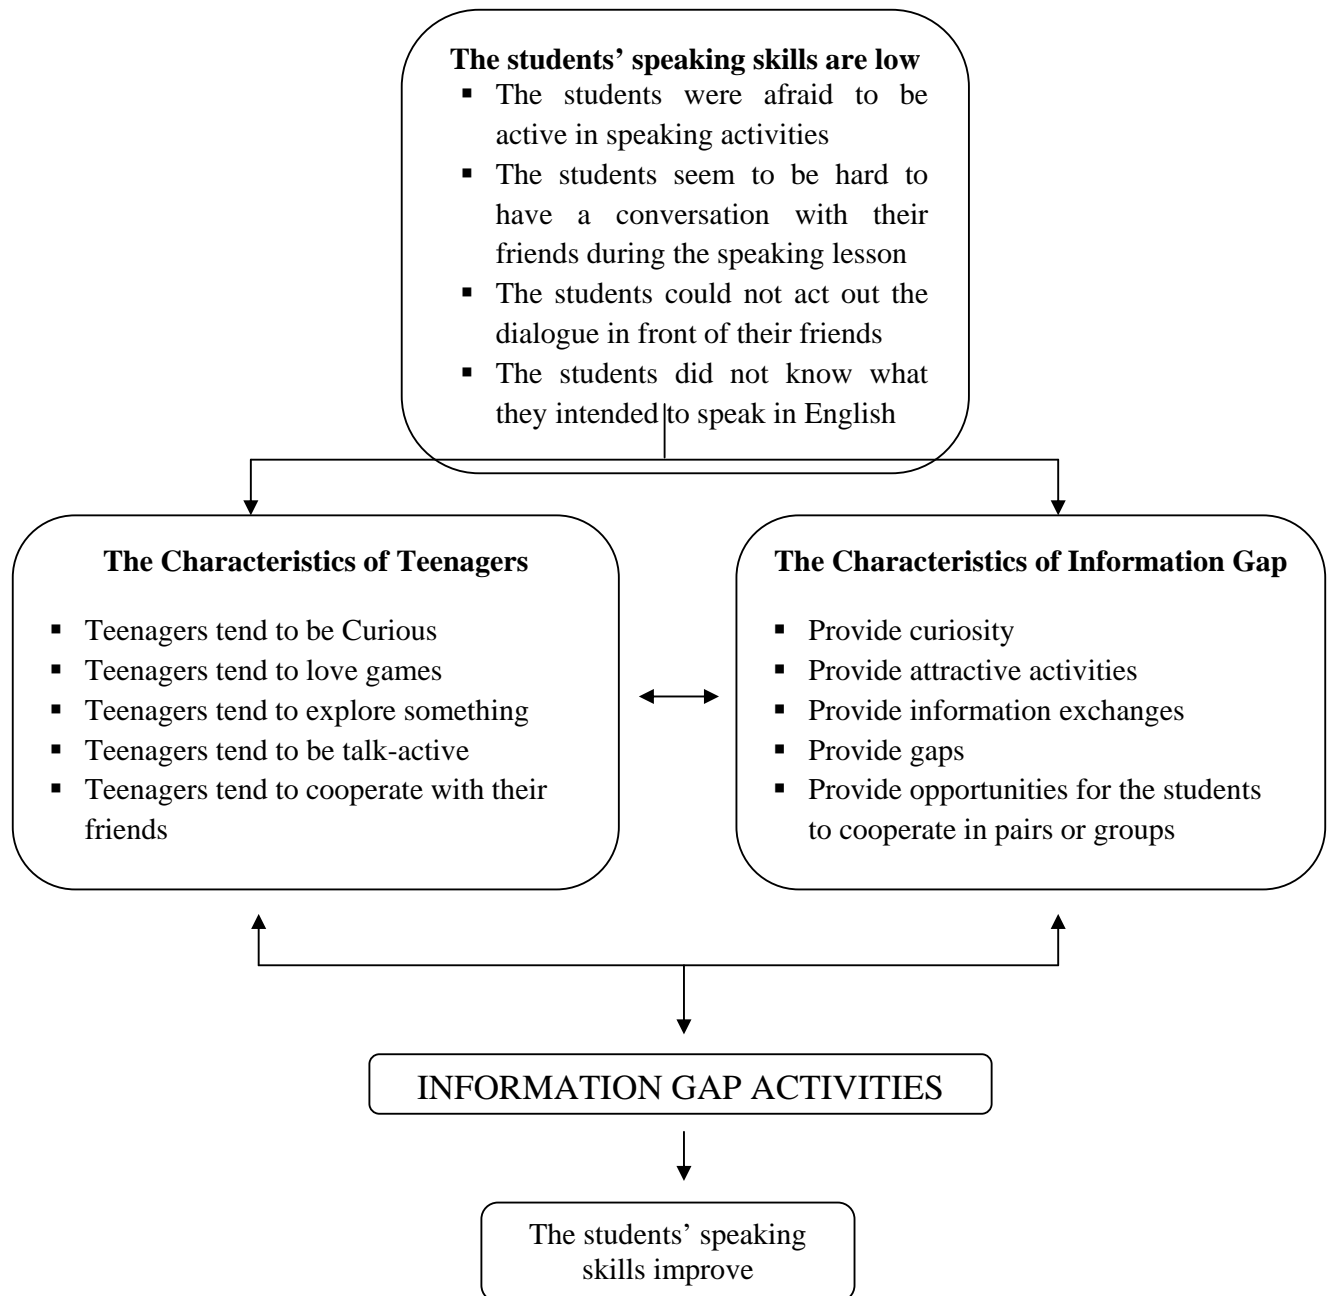 The students’ speaking skills are low
▪ The students were afraid to be
active in speaking activities
▪ The students seem to be hard to
have a conversation with their
friends during the speaking lesson
▪ The students could not act out the
dialogue in front of their friends
▪ The students did not know what
they intended to speak in English
The Characteristics of Teenagers
▪ Teenagers tend to be Curious
▪ Teenagers tend to love games
▪ Teenagers tend to explore something
▪ Teenagers tend to be talk-active
▪ Teenagers tend to cooperate with their
friends
The Characteristics of Information Gap
▪ Provide curiosity
▪ Provide attractive activities
▪ Provide information exchanges
▪ Provide gaps
▪ Provide opportunities for the students
to cooperate in pairs or groups
INFORMATION GAP ACTIVITIES
The students’ speaking
skills improve